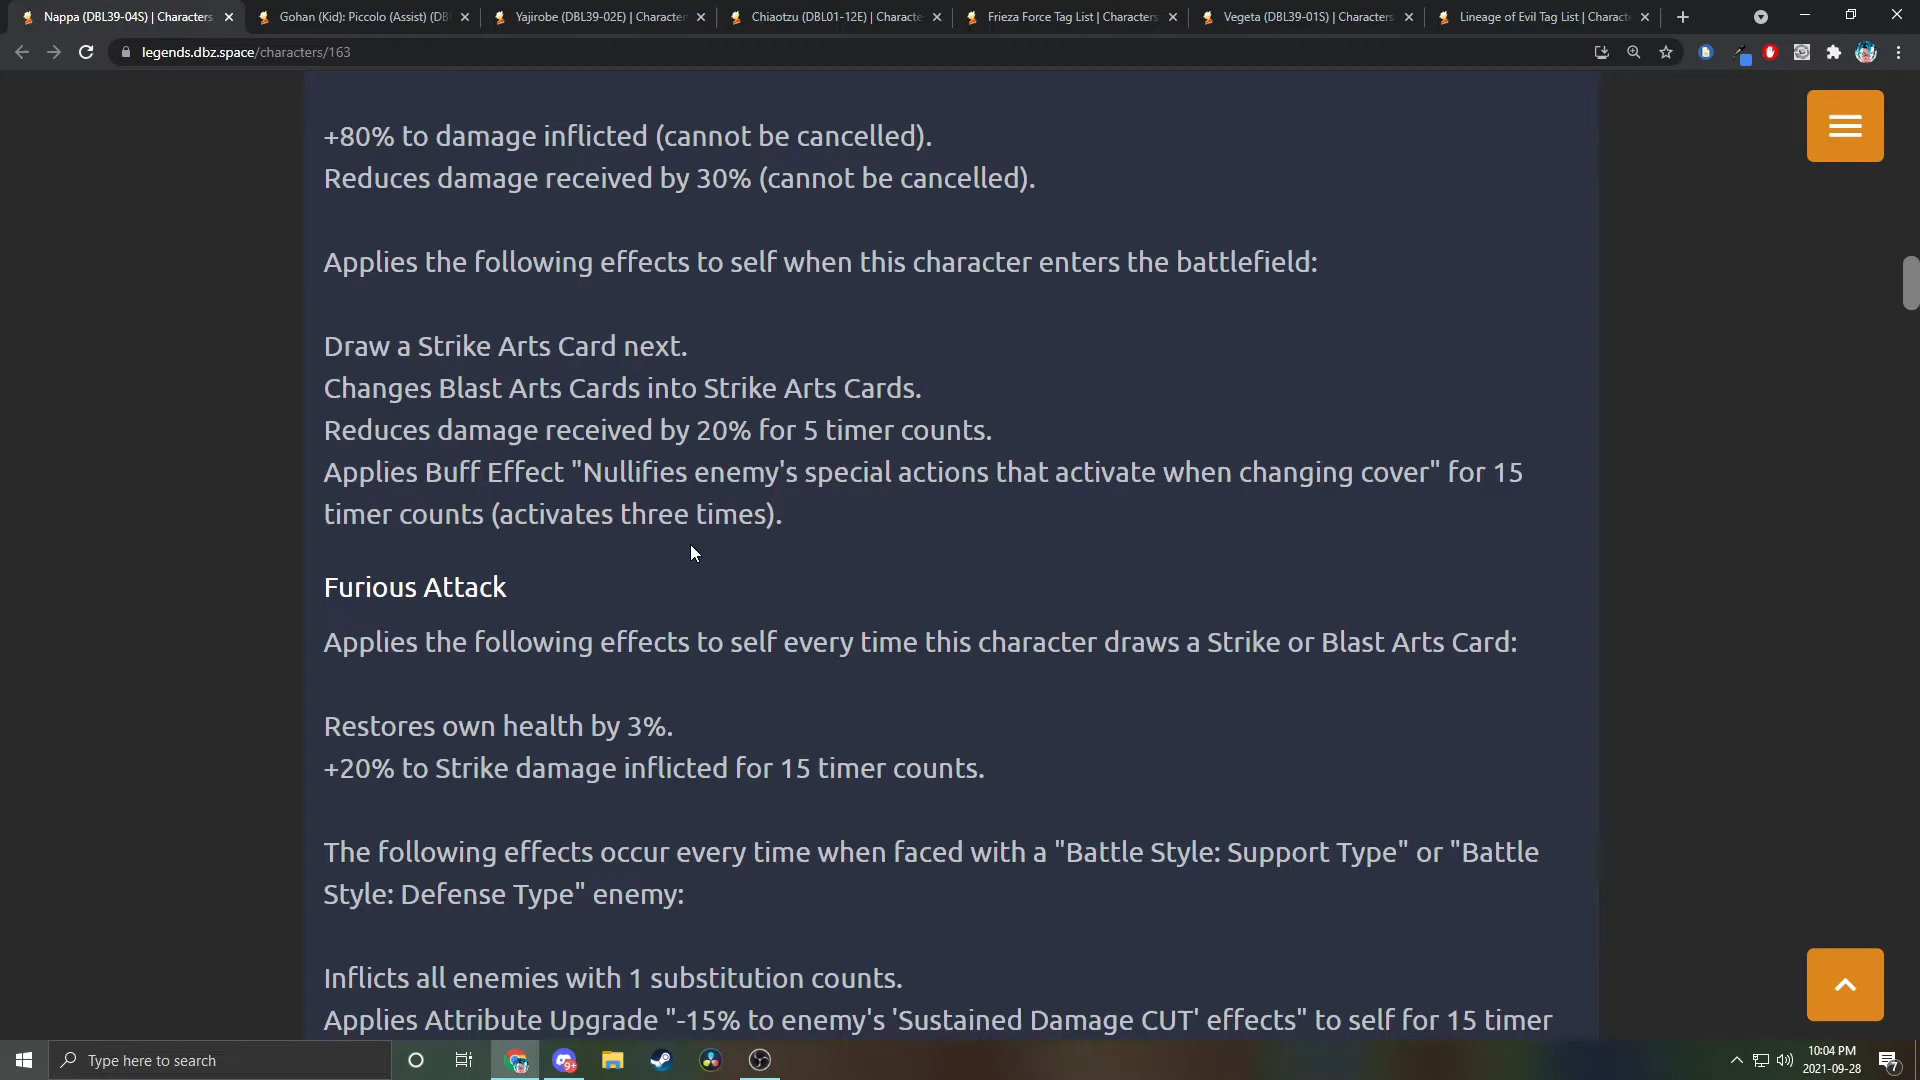 Nappa (DBL39-04S) | Characters
Gohan (Kid): Piccolo (Assist) (DB
Yajirobe (DBL39-02E) | Character
Chiaotzu (DBL01-12E) | Characte
Frieza Force Tag List | Characters
Vegeta (DBL39-01S) | Characters
Lineage of Evil Tag List | Charact
legends.dbz.space/characters/163
+80% to damage inflicted (cannot be cancelled).
Reduces damage received by 30% (cannot be cancelled).
Applies the following effects to self when this character enters the battlefield:
Draw a Strike Arts Card next.
Changes Blast Arts Cards into Strike Arts Cards.
Reduces damage received by 20% for 5 timer counts.
Applies Buff Effect "Nullifies enemy's special actions that activate when changing cover" for 15
timer counts (activates three times).
Furious Attack
Applies the following effects to self every time this character draws a Strike or Blast Arts Card:
Restores own health by 3%.
+20% to Strike damage inflicted for 15 timer counts.
The following effects occur every time when faced with a "Battle Style: Support Type" or "Battle
Style: Defense Type" enemy:
Inflicts all enemies with 1 substitution counts.
Applies Attribute Upgrade "-15% to enemy's 'Sustained Damage CUT' effects" to self for 15 timer
Type here to search
9+
10:04 PM
2021-09-28
7